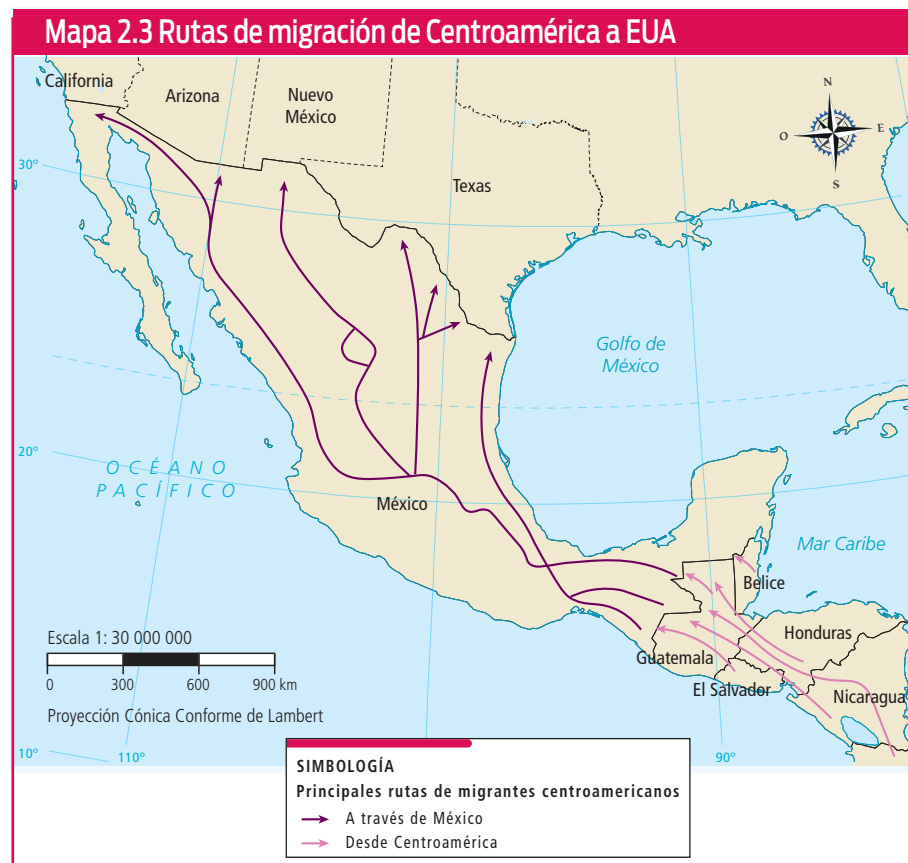 Mapa 2.3 Rutas de migración de Centroamérica a EUA
California
Arizona
Nuevo
México
Texas
N
O
E
S
30°
Golfo de
México
20°
OCÉANO
PACÍFICO
México
Mar Caribe
Belice
Honduras
Guatemala
El Salvador
Nicaragua
Escala 1: 30 000 000
0 300 600 900 km
Proyección Cónica Conforme de Lambert
10°
110°
90°
SIMBOLOGÍA
Principales rutas de migrantes centroamericanos
A través de México
Desde Centroamérica